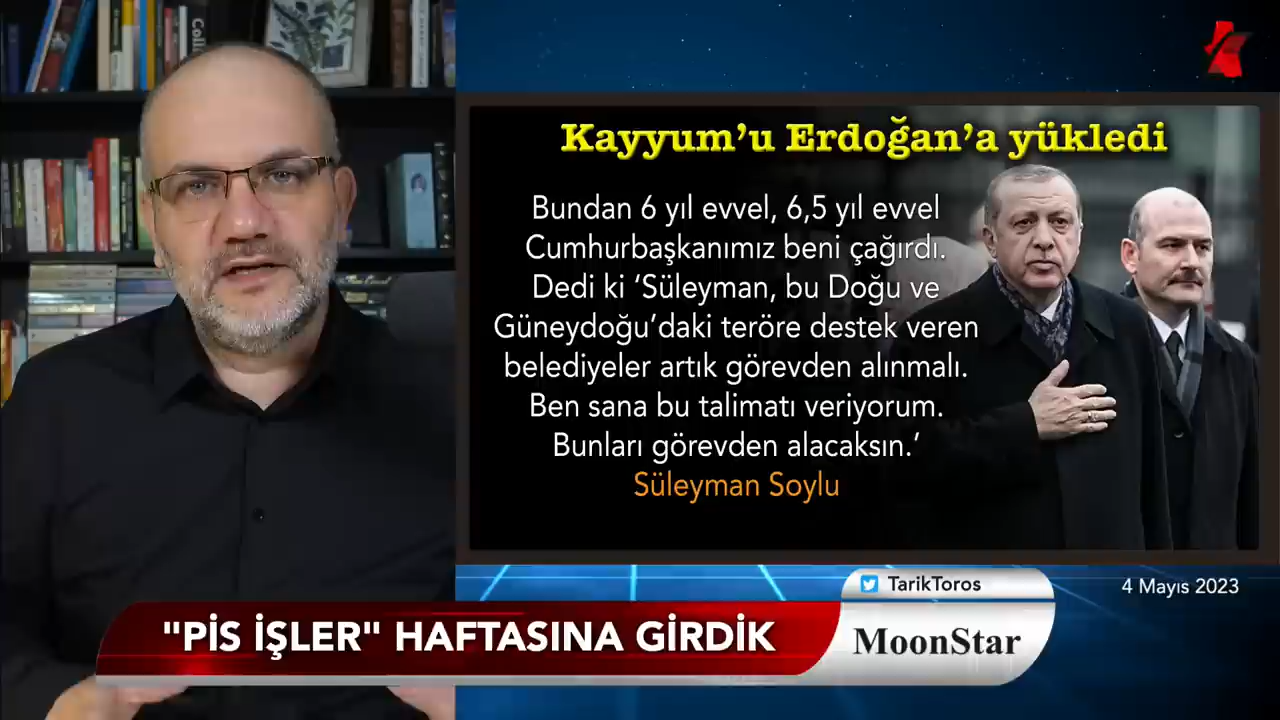 Kayyum'u Erdoğan'a yükledi
Bundan 6 yıl evvel, 6,5 yıl evvel
Cumhurbaşkanımız beni çağırdı.
Dedi ki ‘Süleyman, bu Doğu ve
Güneydoğu’daki teröre destek veren
belediyeler artık görevden alınmalı.
Ben sana bu talimatı veriyorum.
Bunları görevden alacaksın.’
Süleyman Soylu
TarikToros
4 Mayıs 2023
"PİS İŞLER" HAFTASINA GİRDİK
MoonStar